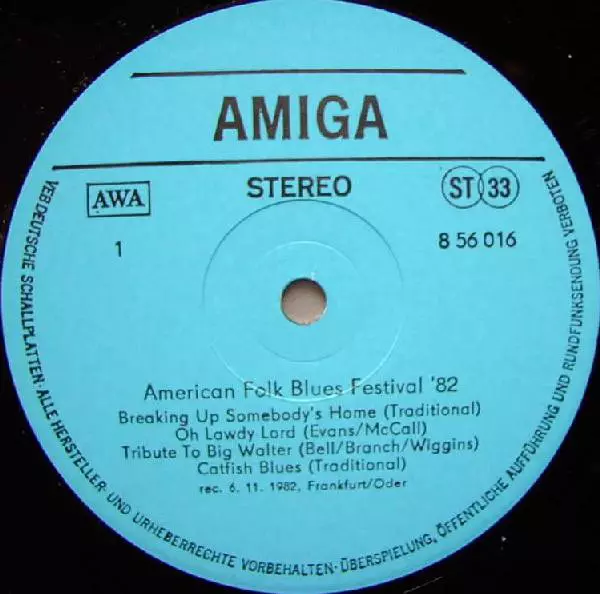 AMIGA
AWA
STEREO
ST 33
1
8 56 016
American Folk Blues Festival '82
Breaking Up Somebody's Home (Traditional)
Oh Lawdy Lord (Evans/McCall)
Tribute To Big Walter (Bell/Branch/Wiggins)
Catfish Blues (Traditional)
rec. 6. 11. 1982, Frankfurt/Oder
VEB DEUTSCHE SCHALLPLATTEN · ALLE HERSTELLER- UND URHEBERRECHTE VORBEHALTEN · ÜBERSPIELUNG, ÖFFENTLICHE AUFFÜHRUNG UND RUNDFUNKSENDUNG VERBOTEN